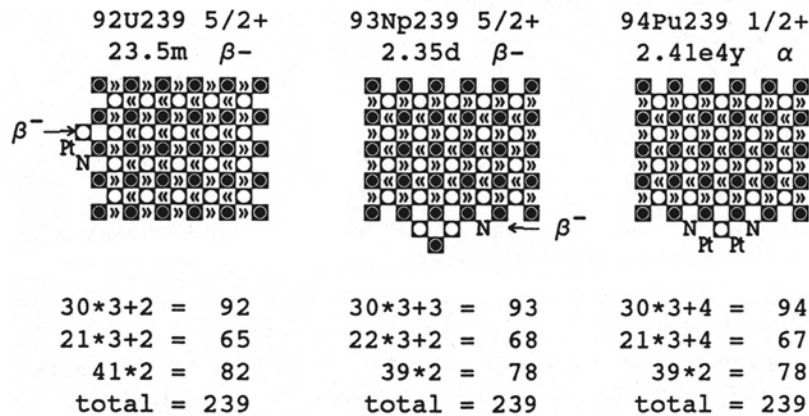 92U239 5/2+
23.5m β−
β⁻
Pt
N
30*3+2 = 92
21*3+2 = 65
41*2 = 82
total = 239
93Np239 5/2+
2.35d β−
N
β⁻
30*3+3 = 93
22*3+2 = 68
39*2 = 78
total = 239
94Pu239 1/2+
2.41e4y α
N N
Pt Pt
30*3+4 = 94
21*3+4 = 67
39*2 = 78
total = 239